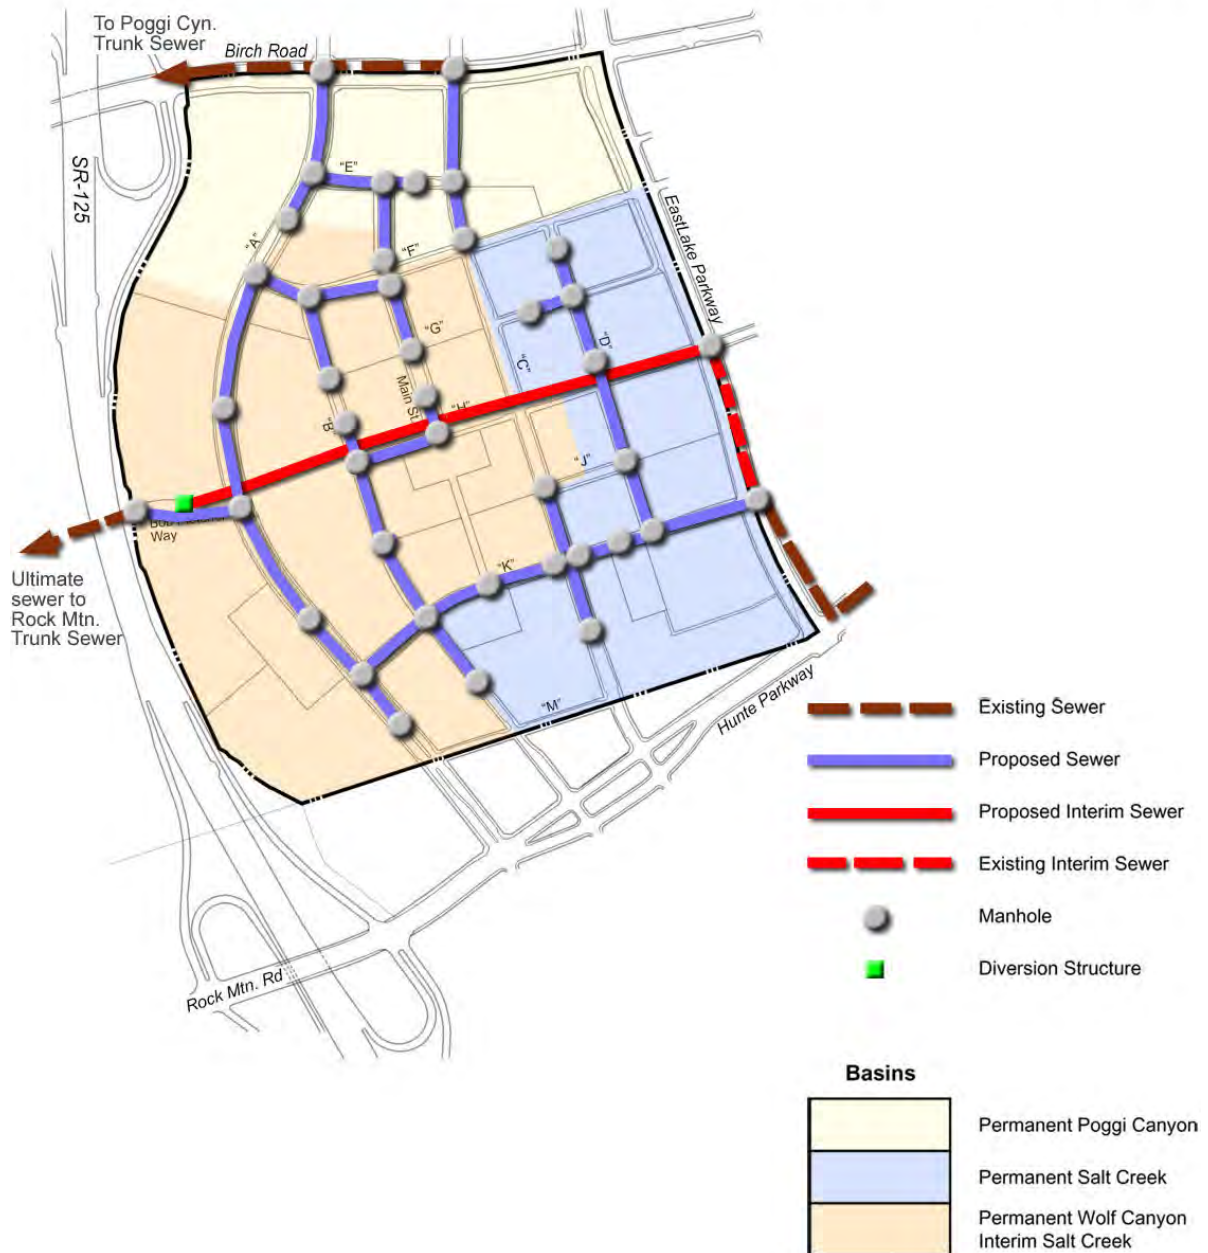 To Poggi Cyn.
Trunk Sewer
Birch Road
SR-125
"E"
"A"
"F"
EastLake Parkway
"G"
"D"
"C"
Main St.
"H"
"B
"J"
Way
Ultimate
sewer to
Rock Mtn.
Trunk Sewer
"K"
"M"
Hunte Parkway
Rock Mtn. Rd
Existing Sewer
Proposed Sewer
Proposed Interim Sewer
Existing Interim Sewer
Manhole
Diversion Structure
Basins
Permanent Poggi Canyon
Permanent Salt Creek
Permanent Wolf Canyon
Interim Salt Creek